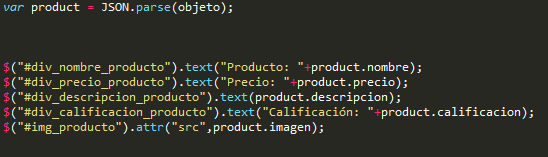 var product = JSON.parse(objeto);
$("#div_nombre_producto").text("Producto: "+product.nombre);
$("#div_precio_producto").text("Precio: "+product.precio);
$("#div_descripcion_producto").text(product.descripcion);
$("#div_calificacion_producto").text("Calificación: "+product.calificacion);
$("#img_producto").attr("src",product.imagen);